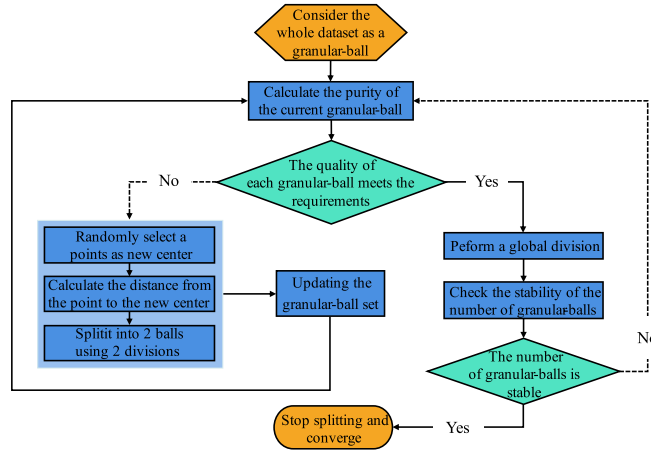 Consider the
whole dataset as a
granular-ball
Calculate the purity of
the current granular-ball
The quality of
each granular-ball meets the
requirements
No
Yes
Randomly select a
points as new center
Calculate the distance from
the point to the new center
Splitit into 2 balls
using 2 divisions
Updating the
granular-ball set
Peform a global division
Check the stability of the
number of granular-balls
The number
of granular-balls is
stable
No
Yes
Stop splitting and
converge